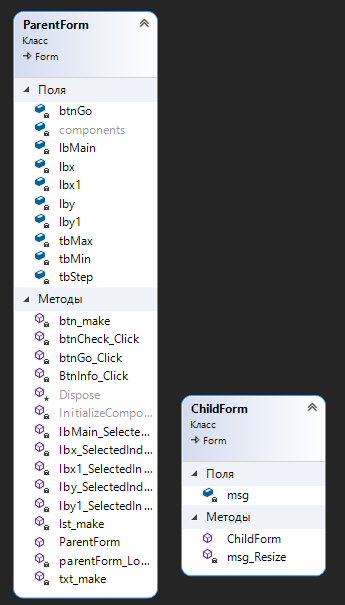 ParentForm
Класс
Form
Поля
btnGo
components
lbMain
lbx
lbx1
lby
lby1
tbMax
tbMin
tbStep
Методы
btn_make
btnCheck_Click
btnGo_Click
BtnInfo_Click
Dispose
InitializeCompo...
lbMain_Selecte...
lbx_SelectedInd...
lbx1_SelectedIn...
lby_SelectedInd...
lby1_SelectedIn...
lst_make
ParentForm
parentForm_Lo...
txt_make
ChildForm
Класс
Form
Поля
msg
Методы
ChildForm
msg_Resize